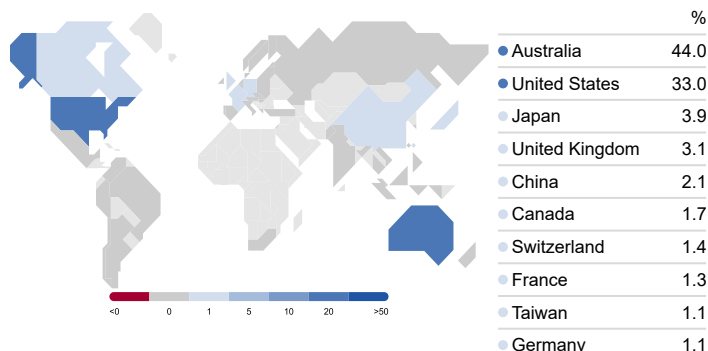 %
Australia 44.0
United States 33.0
Japan 3.9
United Kingdom 3.1
China 2.1
Canada 1.7
Switzerland 1.4
France 1.3
Taiwan 1.1
Germany 1.1
<0 0 1 5 10 20 >50